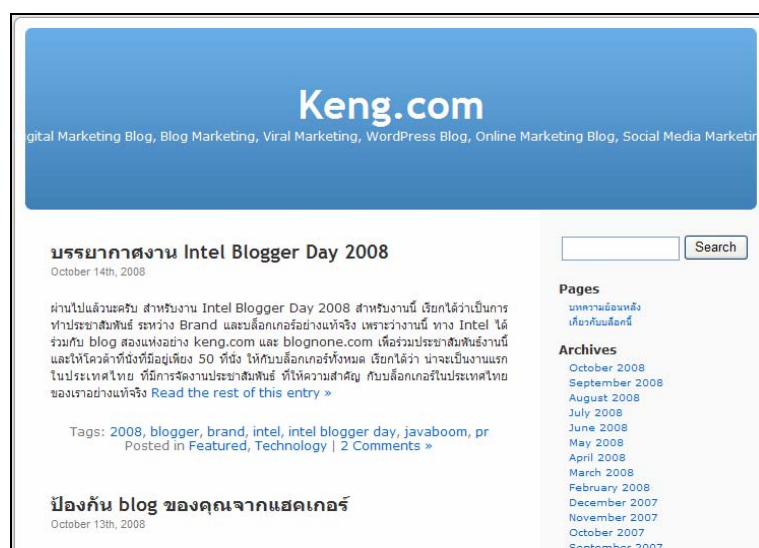 Keng.com
gital Marketing Blog, Blog Marketing, Viral Marketing, WordPress Blog, Online Marketing Blog, Social Media Marketin
บรรยากาศงาน Intel Blogger Day 2008
October 14th, 2008
ผ่านไปแล้วนะครับ สำหรับงาน Intel Blogger Day 2008 สำหรับงานนี้ เรียกได้ว่าเป็นการ
ทำประชาสัมพันธ์ ระหว่าง Brand และบล็อกเกอร์อย่างแท้จริง เพราะว่างานนี้ ทาง Intel ได้
ร่วมกับ blog สองแห่งอย่าง keng.com และ blognone.com เพื่อร่วมประชาสัมพันธ์งานนี้
และให้โควต้าที่นั่งที่มีอยู่เพียง 50 ที่นั่ง ให้กับบล็อกเกอร์ทั้งหมด เรียกได้ว่า น่าจะเป็นงานแรก
ในประเทศไทย ที่มีการจัดงานประชาสัมพันธ์ ที่ให้ความสำคัญ กับบล็อกเกอร์ในประเทศไทย
ของเราอย่างแท้จริง Read the rest of this entry »
Tags: 2008, blogger, brand, intel, intel blogger day, javaboom, pr
Posted in Featured, Technology | 2 Comments »
ป้องกัน blog ของคุณจากแฮคเกอร์
October 13th, 2008
Search
Pages
บทความย้อนหลัง
เกี่ยวกับบล็อกนี้
Archives
October 2008
September 2008
August 2008
July 2008
June 2008
May 2008
April 2008
March 2008
February 2008
December 2007
November 2007
October 2007
September 2007